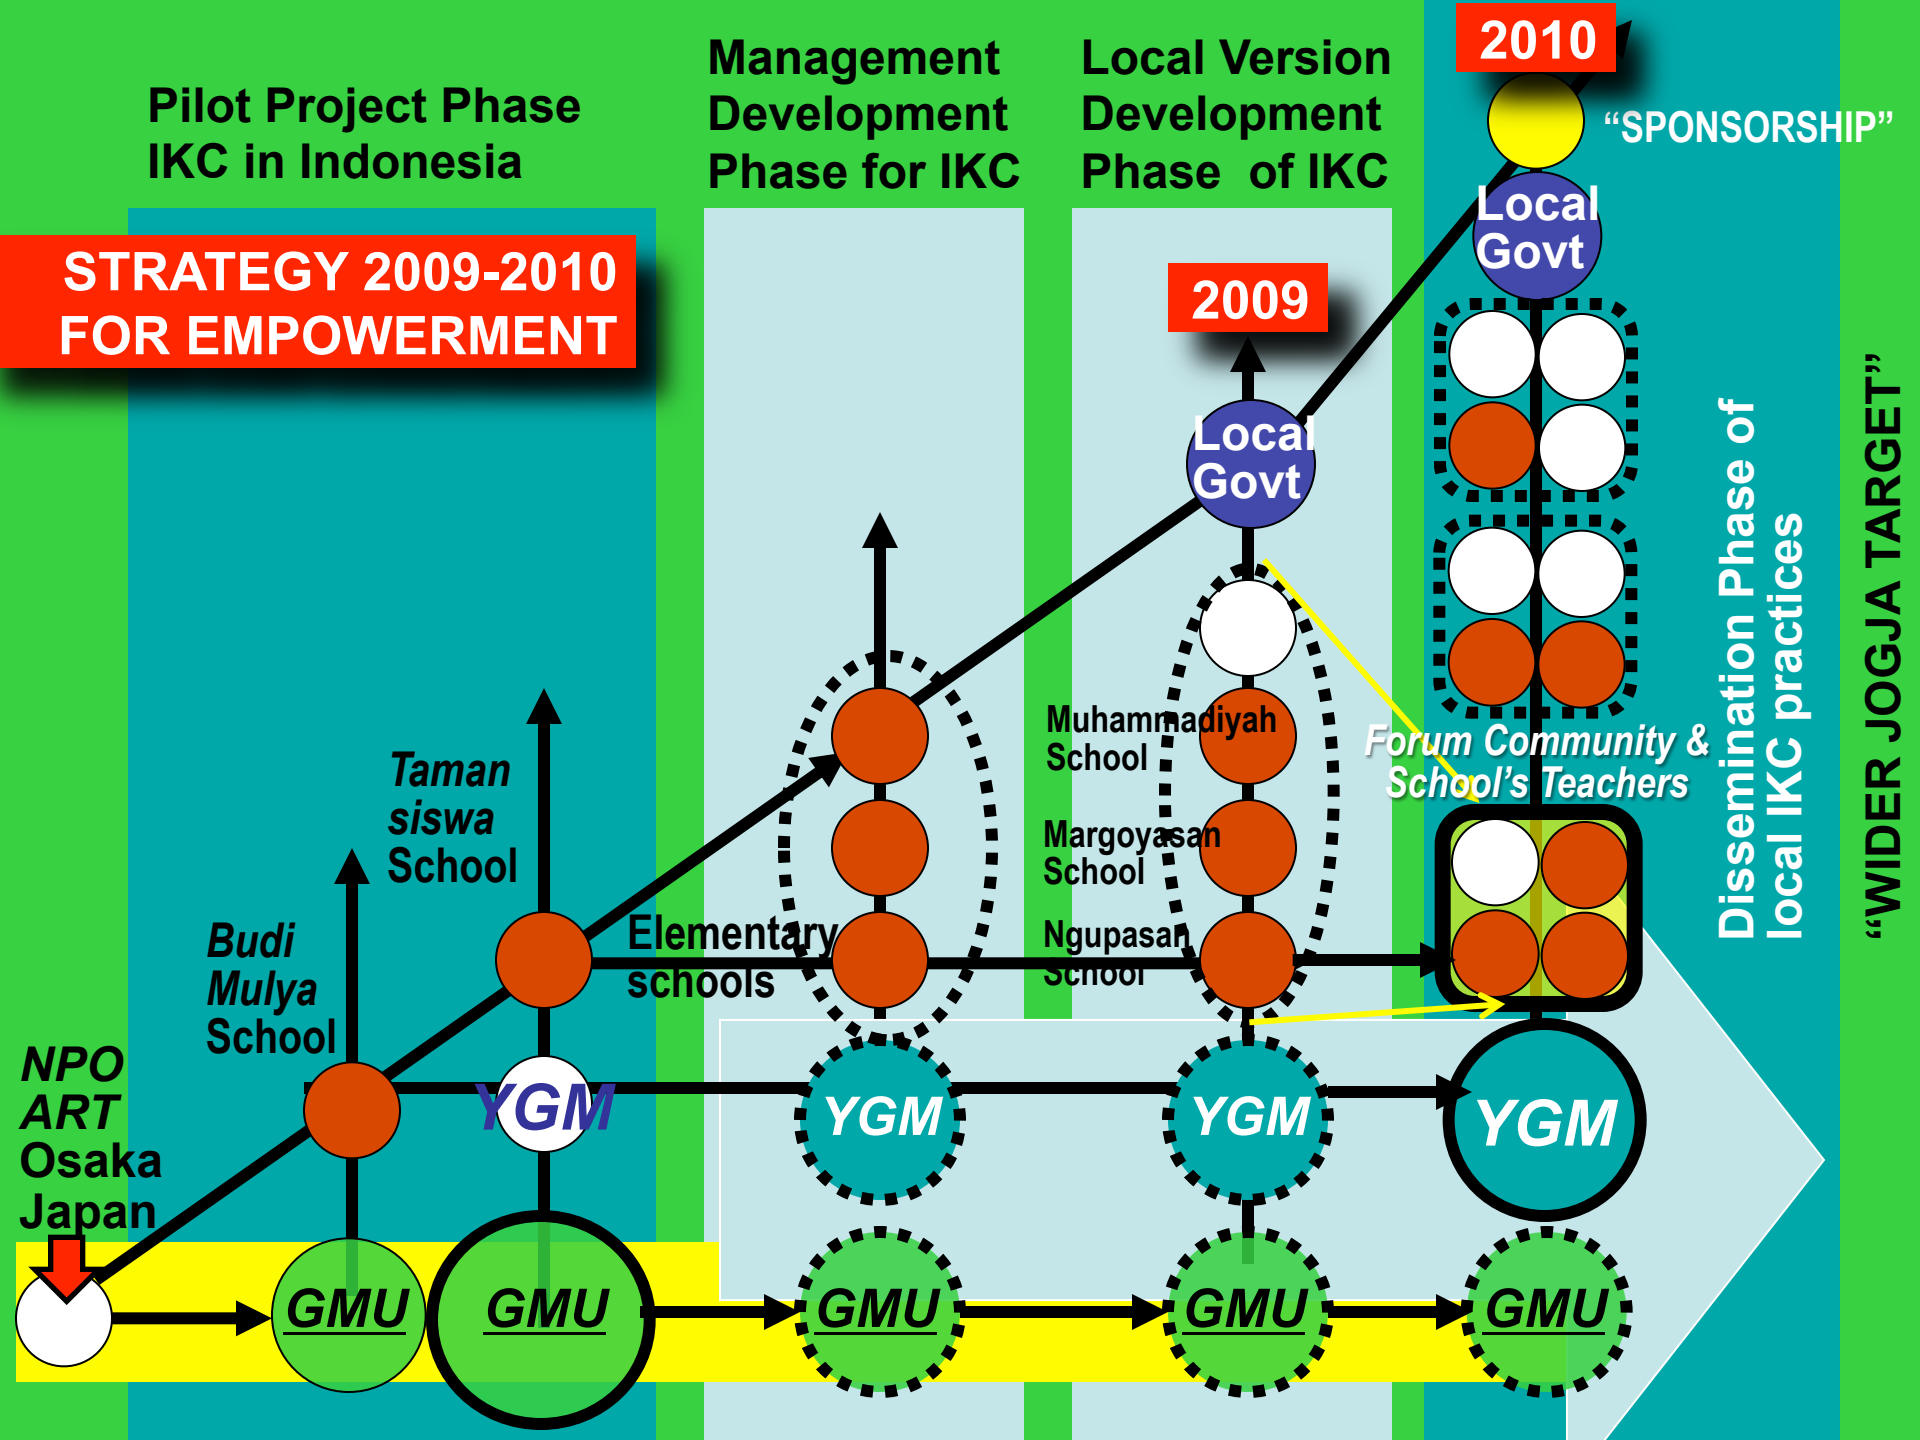 Pilot Project Phase
IKC in Indonesia
Management
Development
Phase for IKC
Local Version
Development
Phase of IKC
2010
“SPONSORSHIP”
STRATEGY 2009-2010
FOR EMPOWERMENT
2009
Local
Govt
Local
Govt
Dissemination Phase of
local IKC practices
“WIDER JOGJA TARGET”
Taman
siswa
School
Budi
Mulya
School
Elementary
schools
Muhammadiyah
School
Margoyasan
School
Ngupasan
School
Forum Community &
School's Teachers
NPO
ART
Osaka
Japan
YGM
YGM
YGM
YGM
GMU
GMU
GMU
GMU
GMU